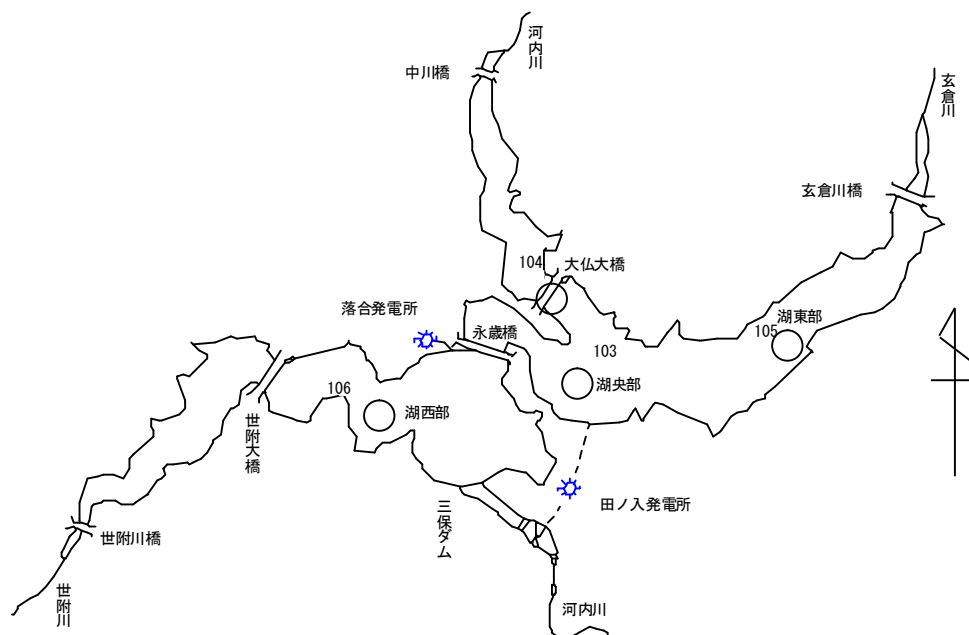 河内川
中川橋
玄倉川
玄倉川橋
104
大仏大橋
落合発電所
永歳橋
103
湖東部
105
湖央部
106
湖西部
世附大橋
三保ダム
田ノ入発電所
世附川橋
世附川
河内川